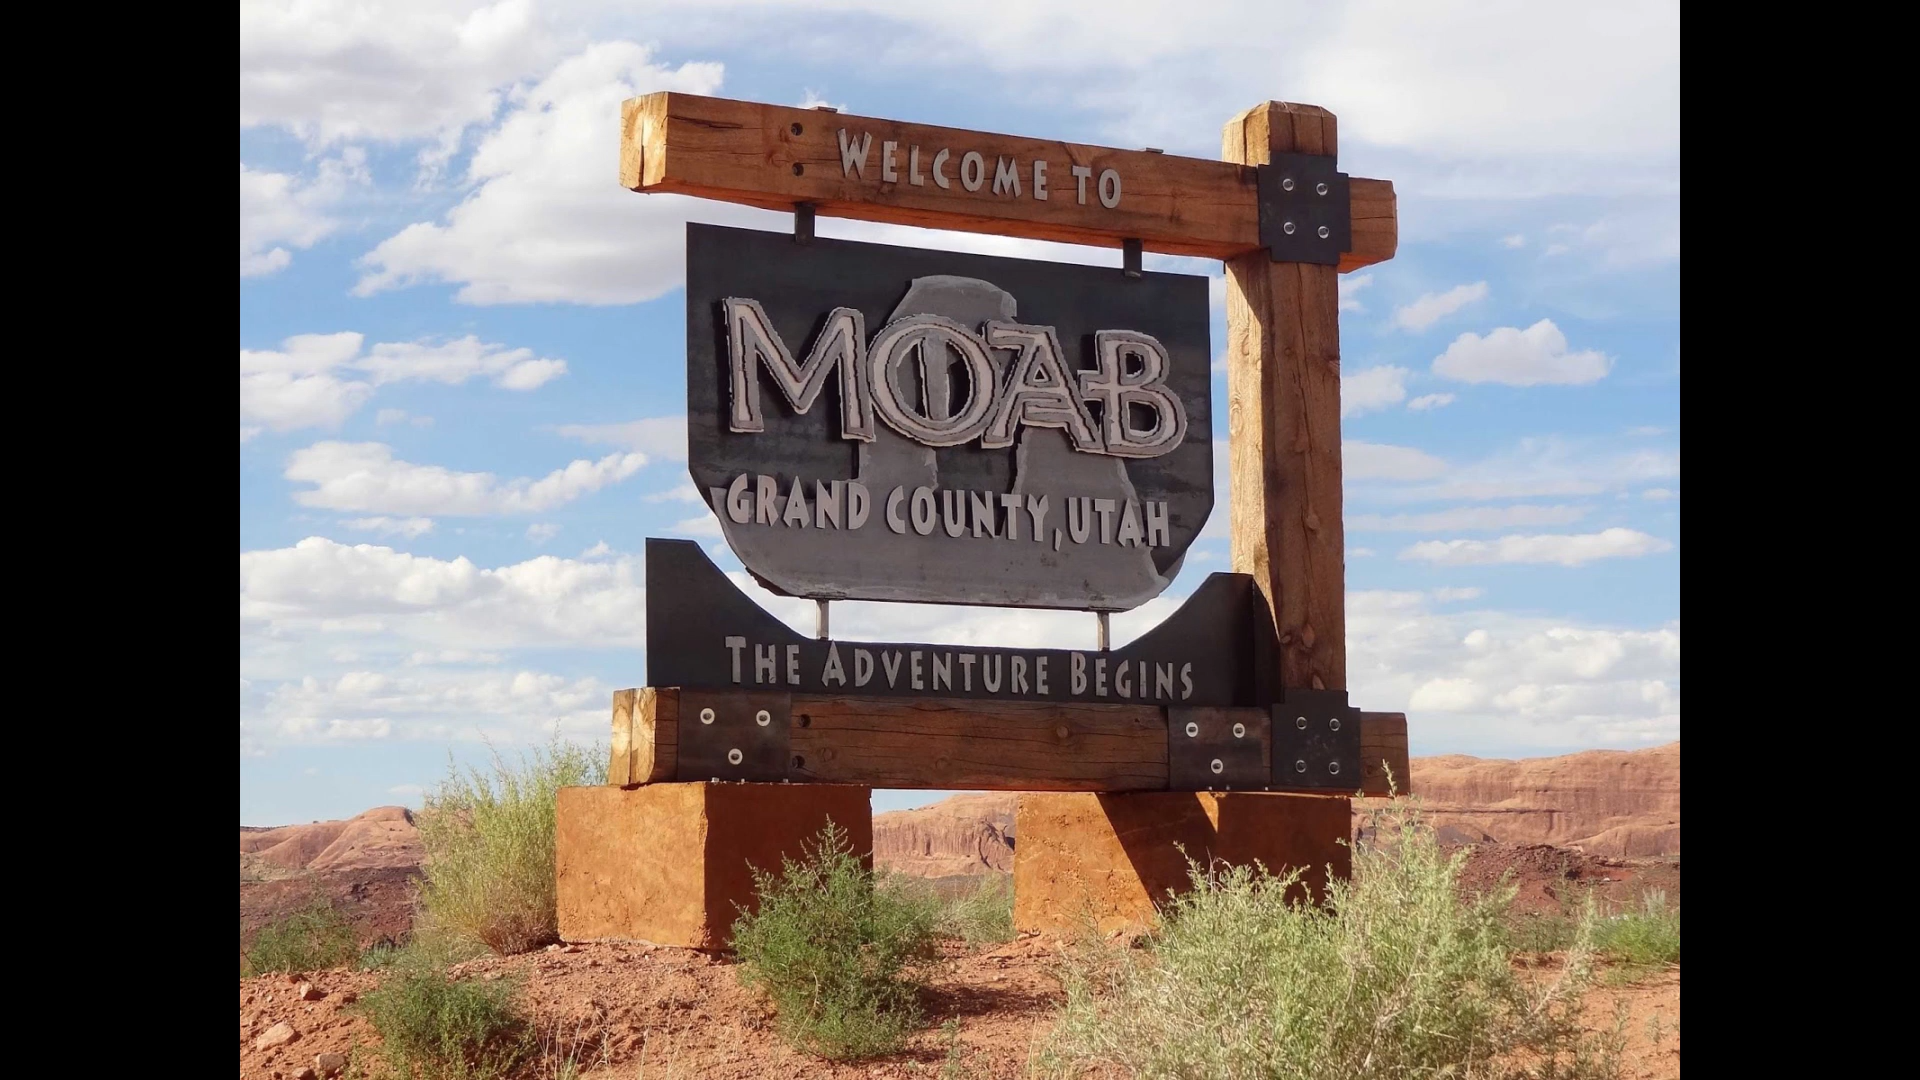 WELCOME TO
MOAB
GRAND COUNTY, UTAH
THE ADVENTURE BEGINS